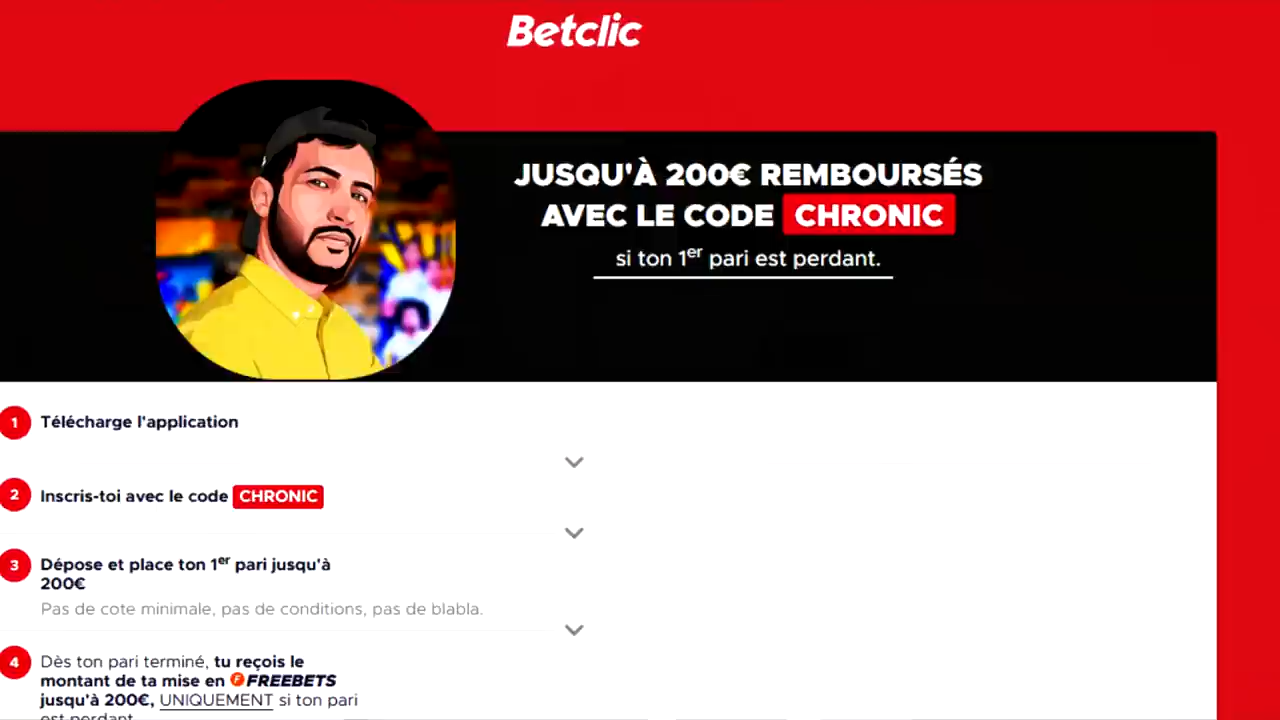 Betclic
JUSQU'À 200€ REMBOURSÉS
AVEC LE CODE CHRONIC
si ton 1er pari est perdant.
1 Télécharge l'application
2 Inscris-toi avec le code CHRONIC
3 Dépose et place ton 1er pari jusqu'à
200€
Pas de cote minimale, pas de conditions, pas de blabla.
4 Dès ton pari terminé, tu reçois le
montant de ta mise en F FREEBETS
jusqu'à 200€, UNIQUEMENT si ton pari
est perdant